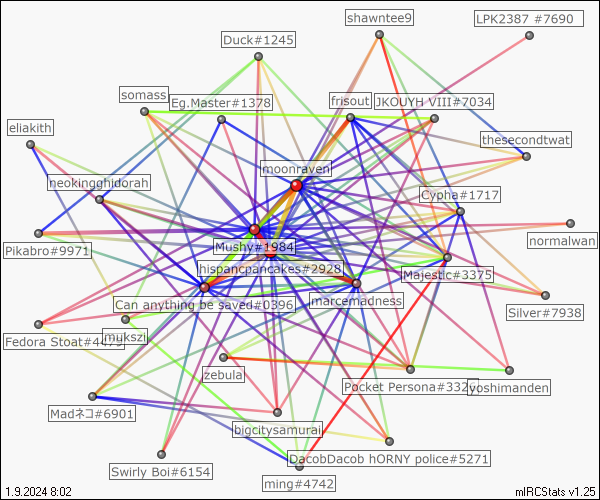 shawntee9
LPK2387 #7690
Duck#1245
somass
Eg.Master#1378
frisout
JKOUYH VIII#7034
eliakith
thesecondtwat
moonraven
neokingghidorah
Cypha#1717
Mushy#1984
Pikabro#9971
normalwan
hispancpancakes#2928
Majestic#3375
Can anything be saved#0396
marcemadness
Silver#7938
Fedora Stoat#
mukszi
zebula
Pocket Persona#332
yoshimanden
Madネコ#6901
bigcitysamurai
DacobDacob hORNY police#5271
Swirly Boi#6154
ming#4742
1.9.2024 8:02
mIRCStats v1.25